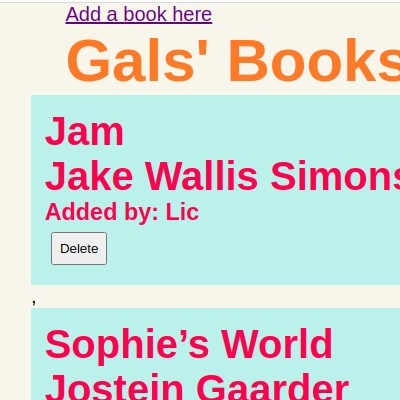 Add a book here
Gals' Books
Jam
Jake Wallis Simons
Added by: Lic
Delete
,
Sophie’s World
Jostein Gaarder